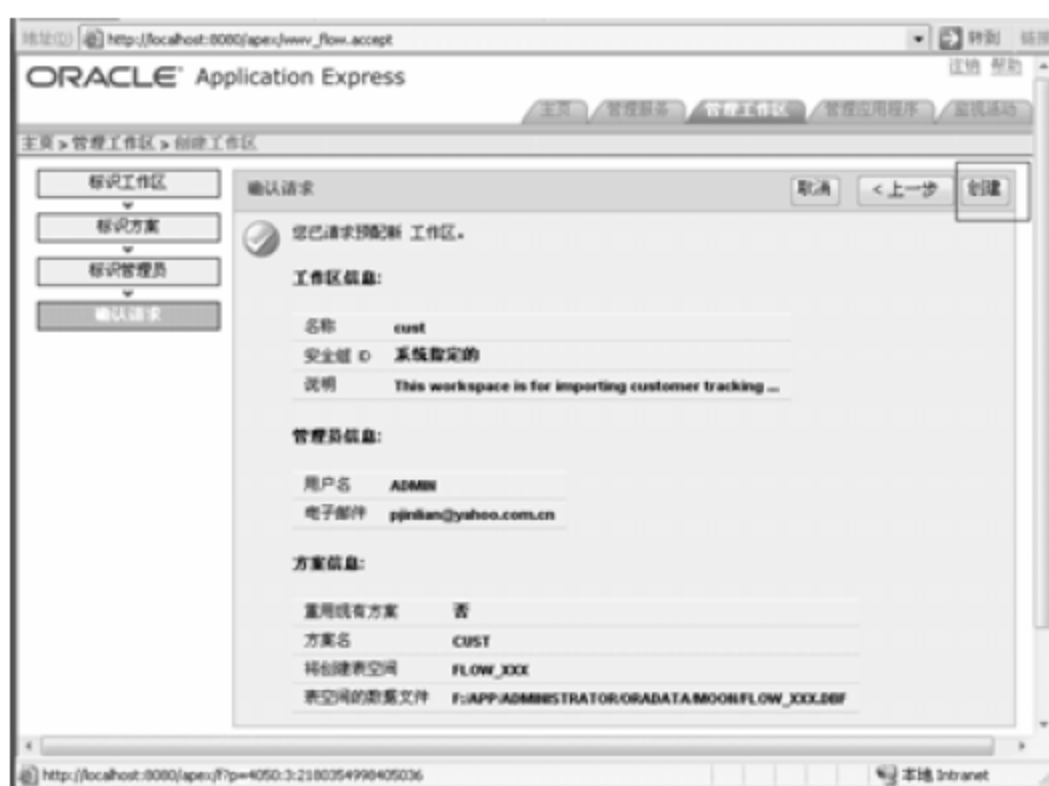 地址(D) http://localhost:8080/apex/wwv_flow.accept 转到 链接
ORACLE Application Express
注销 帮助
主页 管理服务 管理工作区 管理应用程序 监视活动
主页 > 管理工作区 > 创建工作区
标识工作区
标识方案
标识管理员
确认请求
确认请求 取消 < 上一步 创建
您已请求预配新 工作区。
工作区信息:
名称 cust
安全组 ID 系统指定的
说明 This workspace is for importing customer tracking ...
管理员信息:
用户名 ADMIN
电子邮件 pjinlian@yahoo.com.cn
方案信息:
重用现有方案 否
方案名 CUST
将创建表空间 FLOW_XXX
表空间的数据文件 F:\APP\ADMINISTRATOR\ORADATA\MOON\FLOW_XXX.DBF
http://localhost:8080/apex/f?p=4050:3:2180354998405036 本地 Intranet